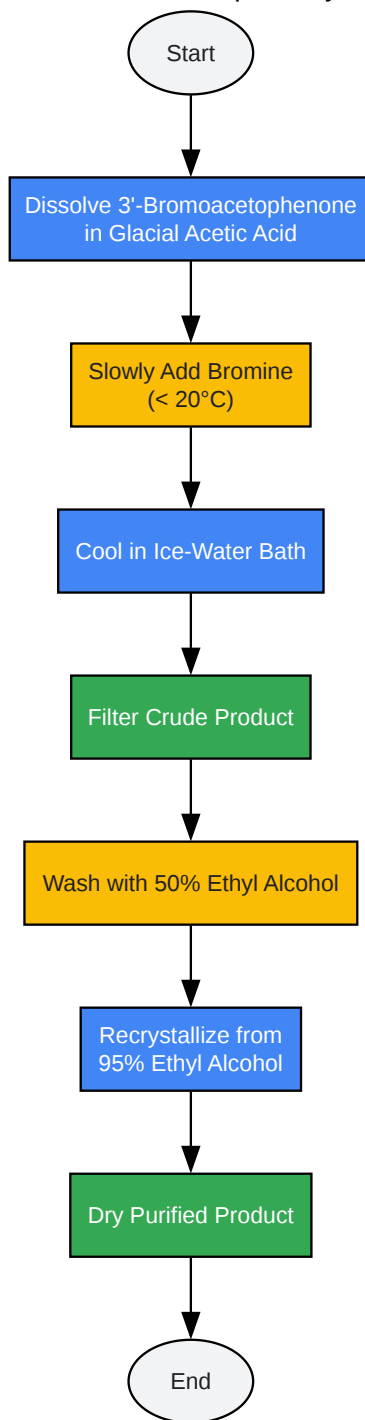 Start
Dissolve 3'-Bromoacetophenone
in Glacial Acetic Acid
Slowly Add Bromine
(< 20°C)
Cool in Ice-Water Bath
Filter Crude Product
Wash with 50% Ethyl Alcohol
Recrystallize from
95% Ethyl Alcohol
Dry Purified Product
End